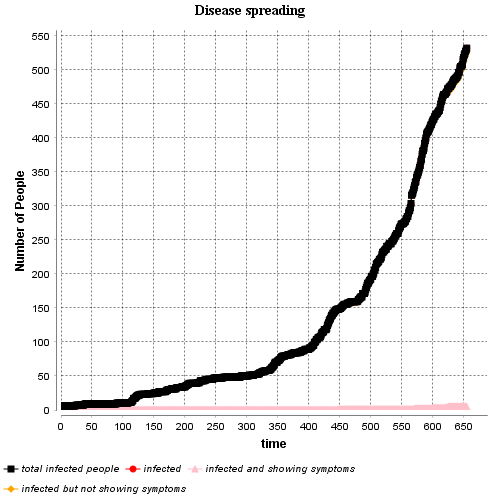 Disease spreading
550
500
450
400
350
300
250
200
150
100
50
0
Number of People
0 50 100 150 200 250 300 350 400 450 500 550 600 650
time
total infected people infected infected and showing symptoms
infected but not showing symptoms